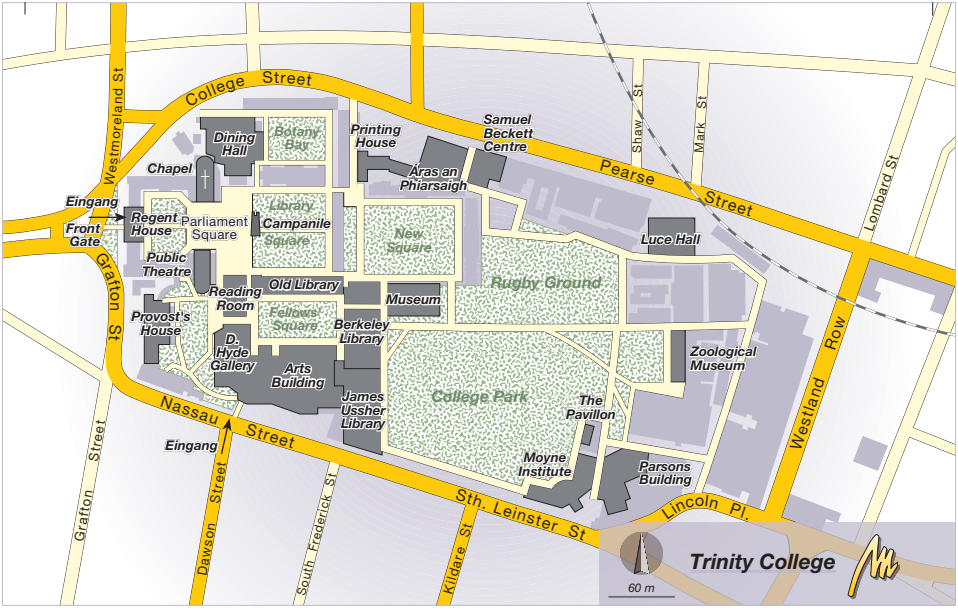 Westmoreland St
College Street
Shaw St
Mark St
Lombard St
Samuel
Beckett
Centre
Printing
House
Botany
Bay
Dining
Hall
Chapel
Áras an
Phiarsaigh
Pearse Street
Eingang
Regent
House
Parliament
Square
Library
Square
Campanile
New
Square
Luce Hall
Front
Gate
Public
Theatre
Grafton St
Reading
Room
Old Library
Museum
Rugby Ground
Provost's
House
Fellows'
Square
Berkeley
Library
D.
Hyde
Gallery
Arts
Building
Zoological
Museum
Westland Row
James
Ussher
Library
College Park
The
Pavillon
Nassau Street
Eingang
Moyne
Institute
Parsons
Building
Grafton Street
Dawson Street
South Frederick St
Kildare St
Sth. Leinster St
Lincoln Pl.
Trinity College
60 m